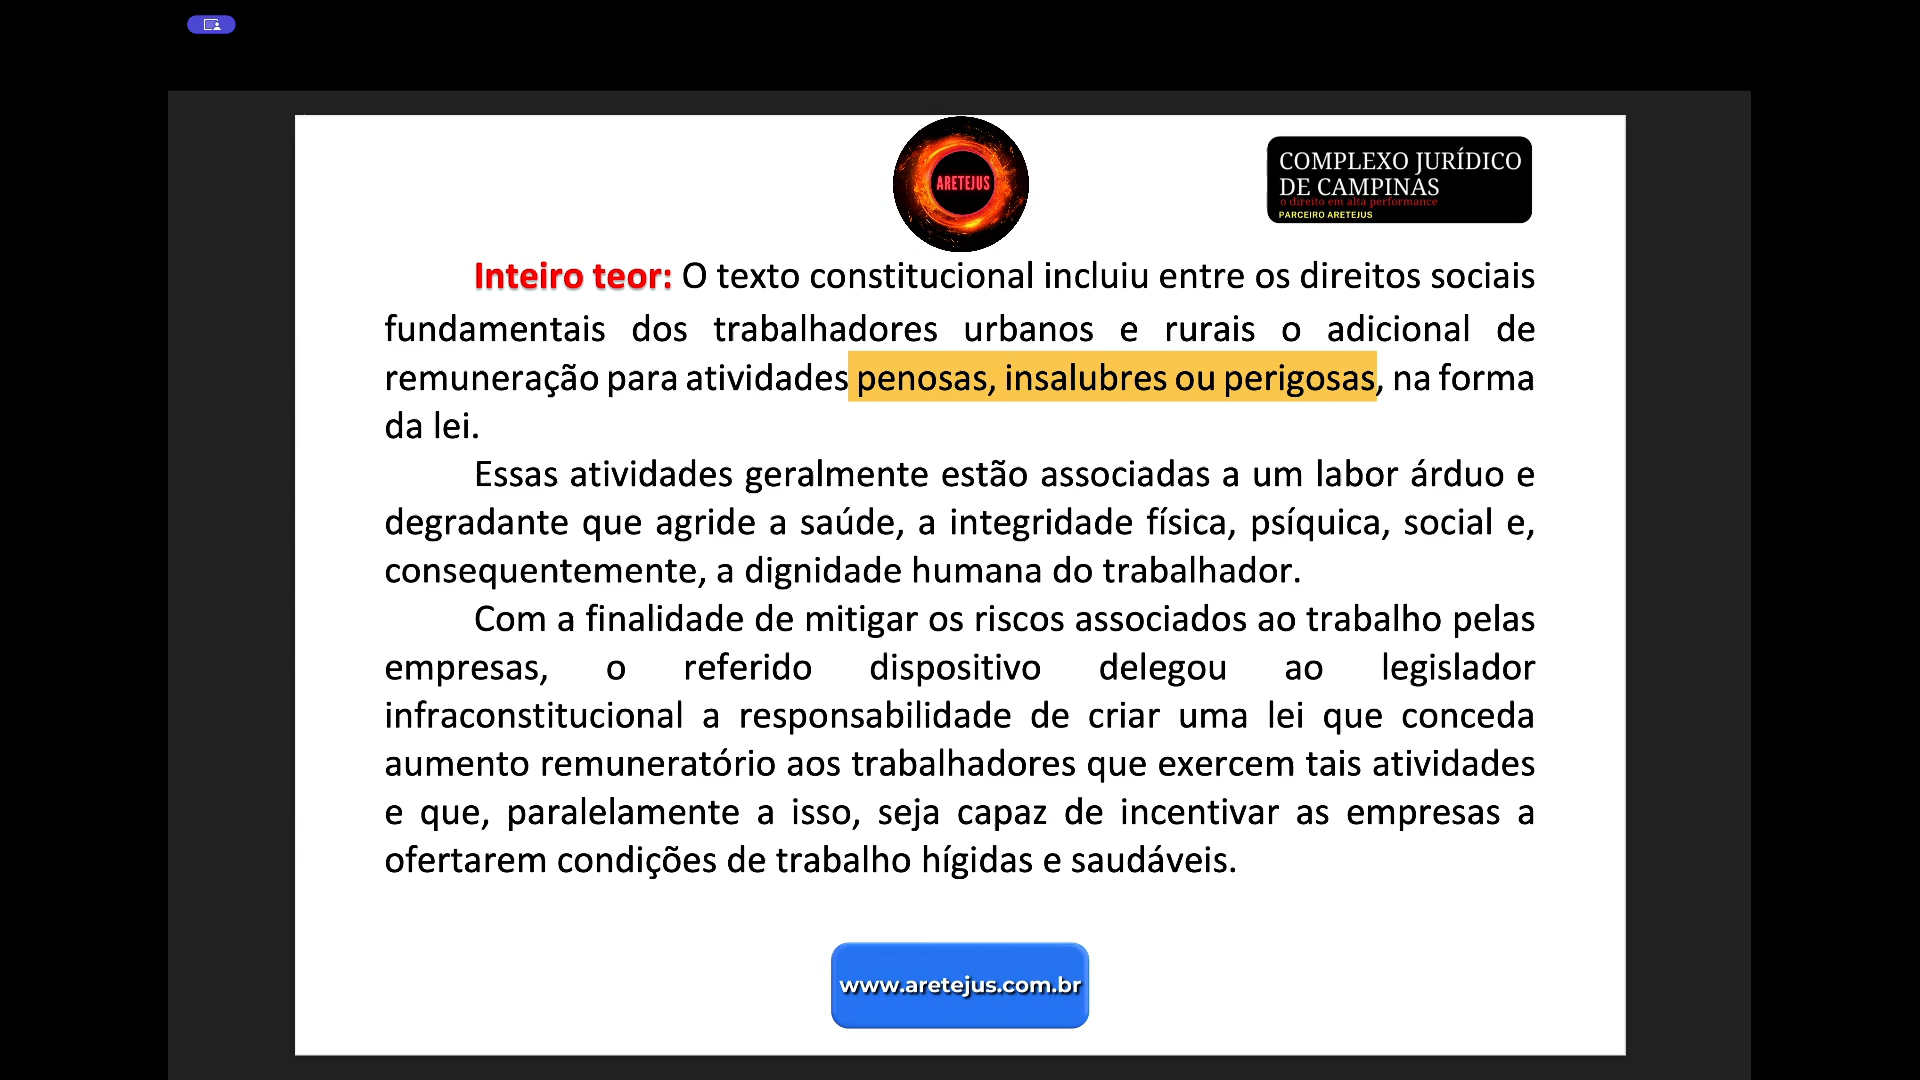 ARETEJUS
COMPLEXO JURÍDICO
DE CAMPINAS
o direito em alta performance
PARCEIRO ARETEJUS
Inteiro teor: O texto constitucional incluiu entre os direitos sociais
fundamentais dos trabalhadores urbanos e rurais o adicional de
remuneração para atividades penosas, insalubres ou perigosas, na forma
da lei.
Essas atividades geralmente estão associadas a um labor árduo e
degradante que agride a saúde, a integridade física, psíquica, social e,
consequentemente, a dignidade humana do trabalhador.
Com a finalidade de mitigar os riscos associados ao trabalho pelas
empresas, o referido dispositivo delegou ao legislador
infraconstitucional a responsabilidade de criar uma lei que conceda
aumento remuneratório aos trabalhadores que exercem tais atividades
e que, paralelamente a isso, seja capaz de incentivar as empresas a
ofertarem condições de trabalho hígidas e saudáveis.
www.aretejus.com.br